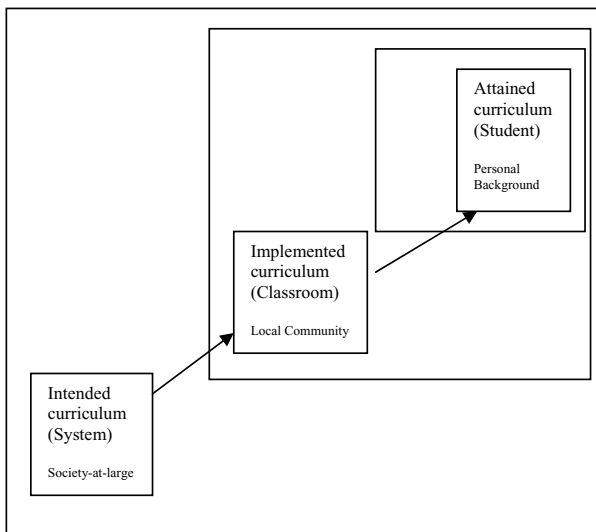 Attained
curriculum
(Student)
Personal
Background
Implemented
curriculum
(Classroom)
Local Community
Intended
curriculum
(System)
Society-at-large